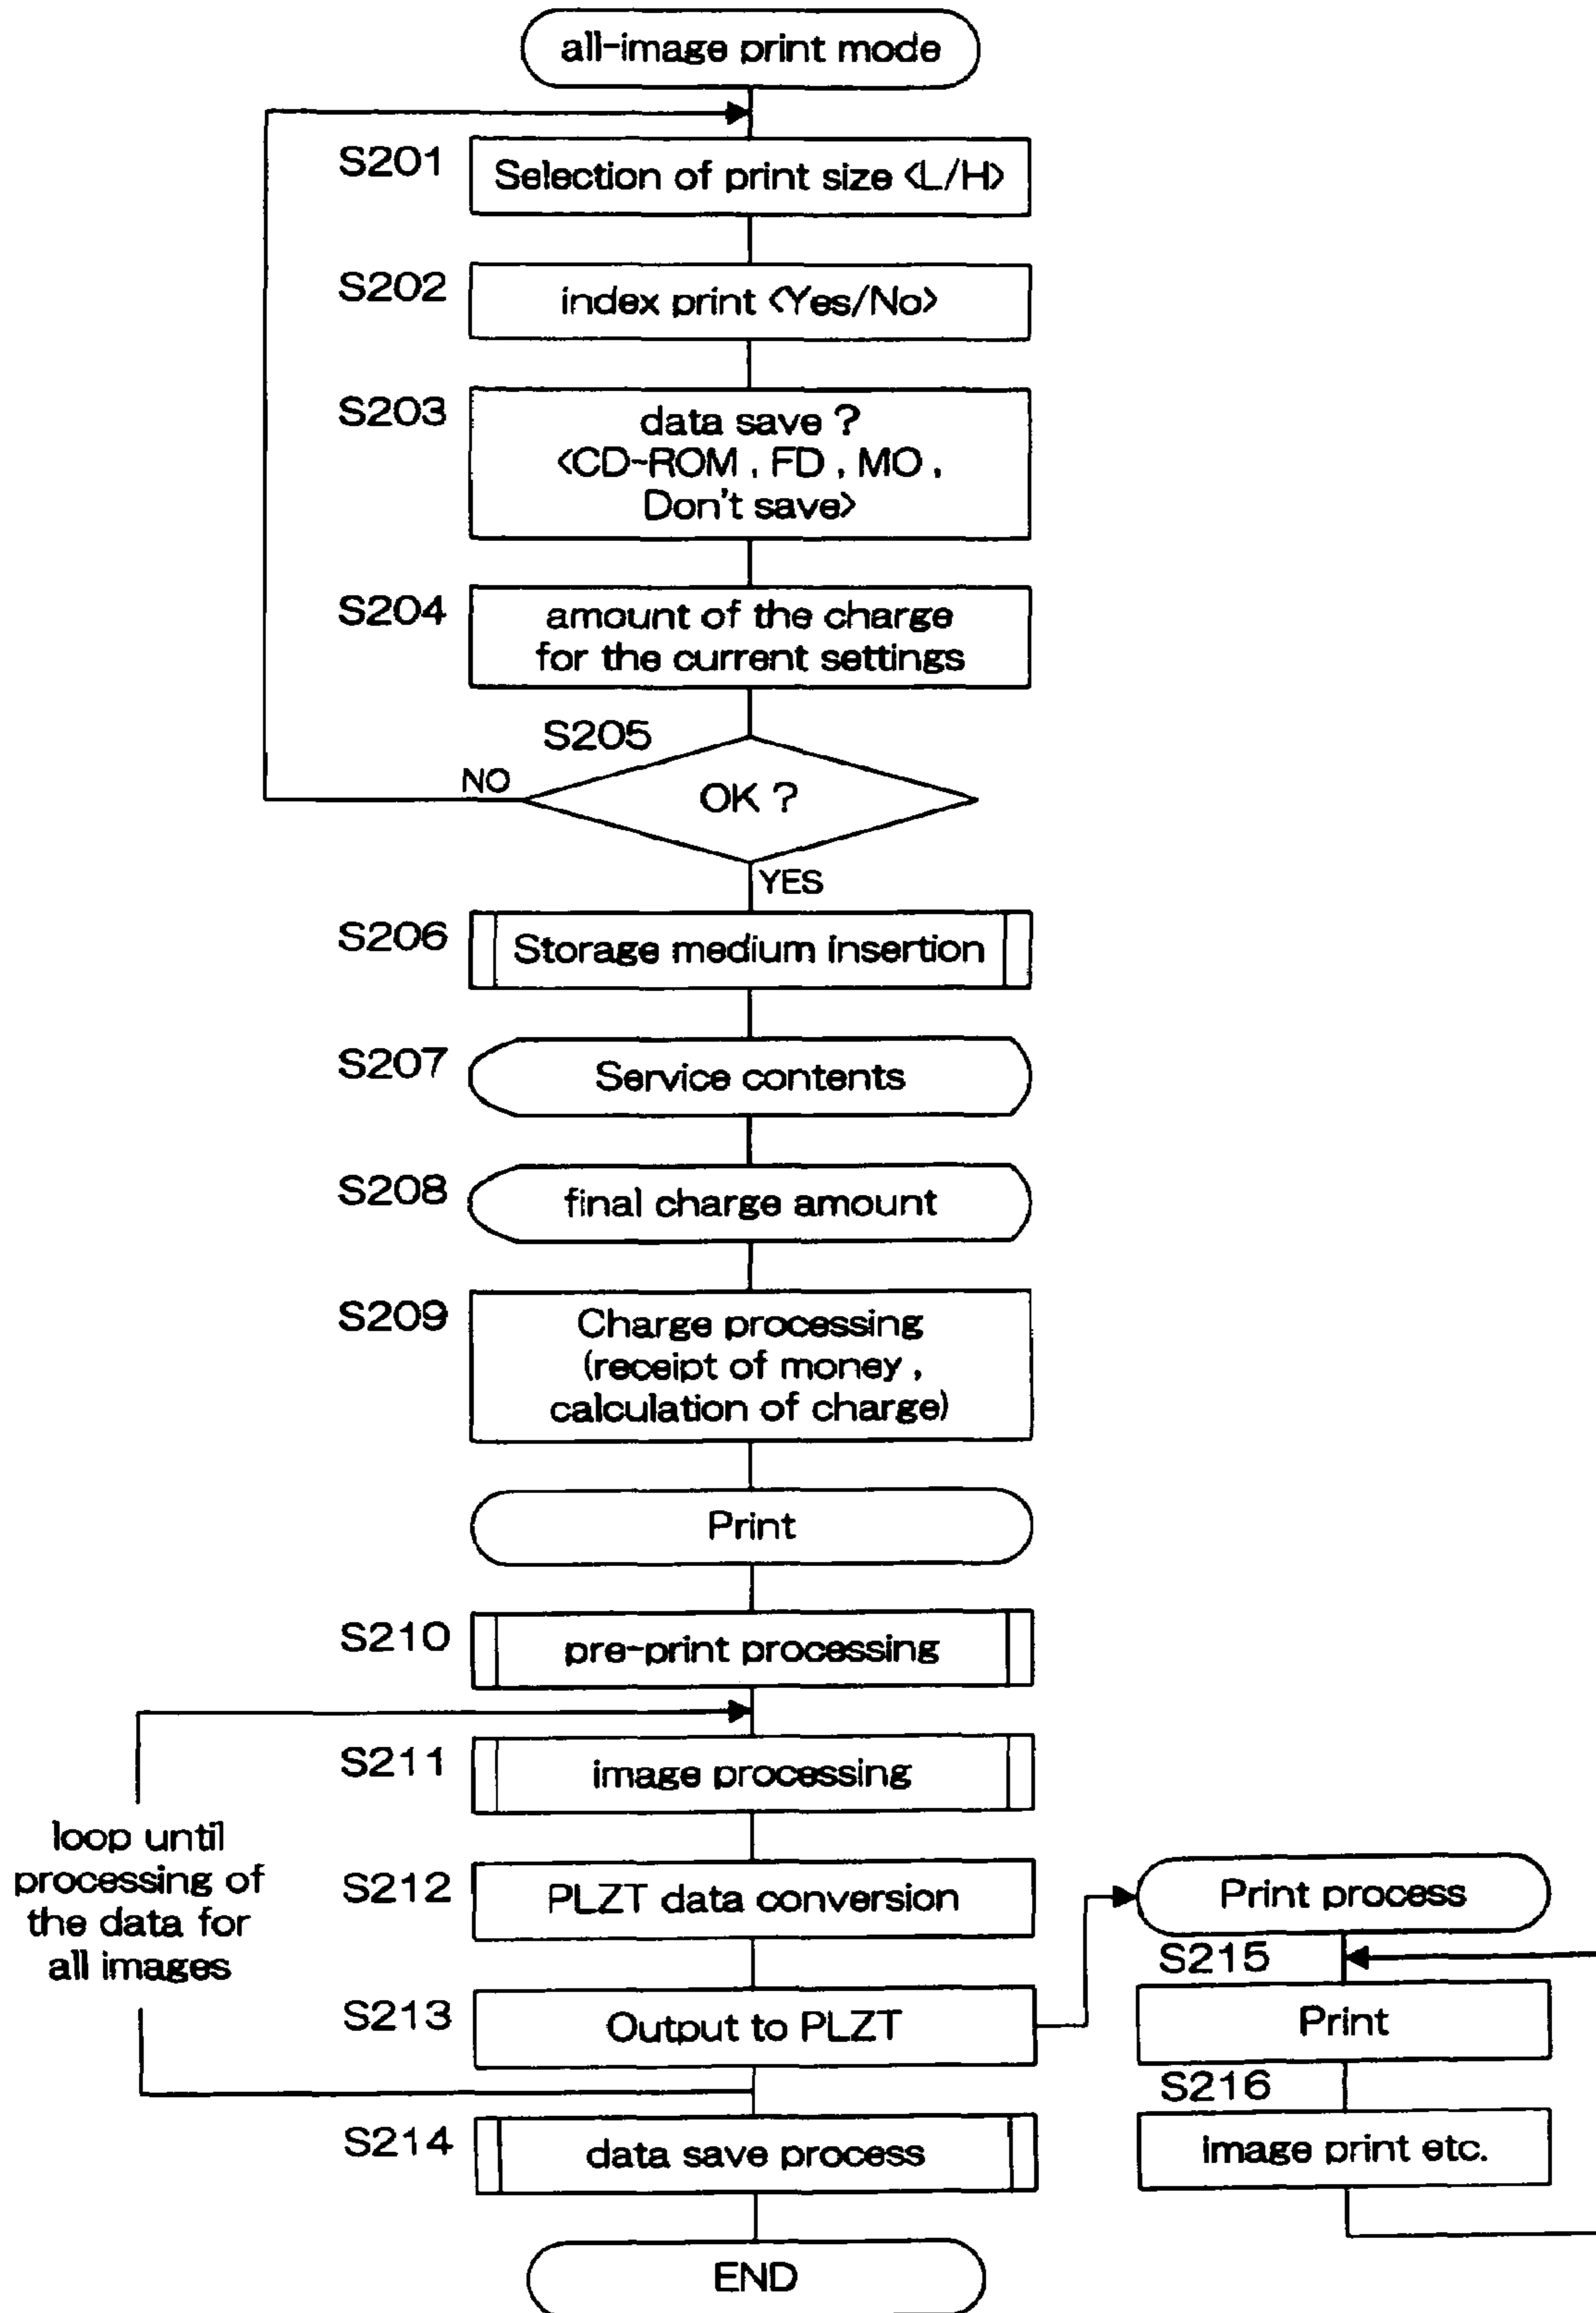 all-image print mode
S201
Selection of print size <L/H>
S202
index print <Yes/No>
S203
data save ?
<CD-ROM , FD , MO ,
Don't save>
S204
amount of the charge
for the current settings
S205
OK ?
NO
YES
S206
Storage medium insertion
S207
Service contents
S208
final charge amount
S209
Charge processing
(receipt of money ,
calculation of charge)
Print
S210
pre-print processing
S211
image processing
loop until
processing of
the data for
all images
S212
PLZT data conversion
S213
Output to PLZT
S214
data save process
END
Print process
S215
Print
S216
image print etc.